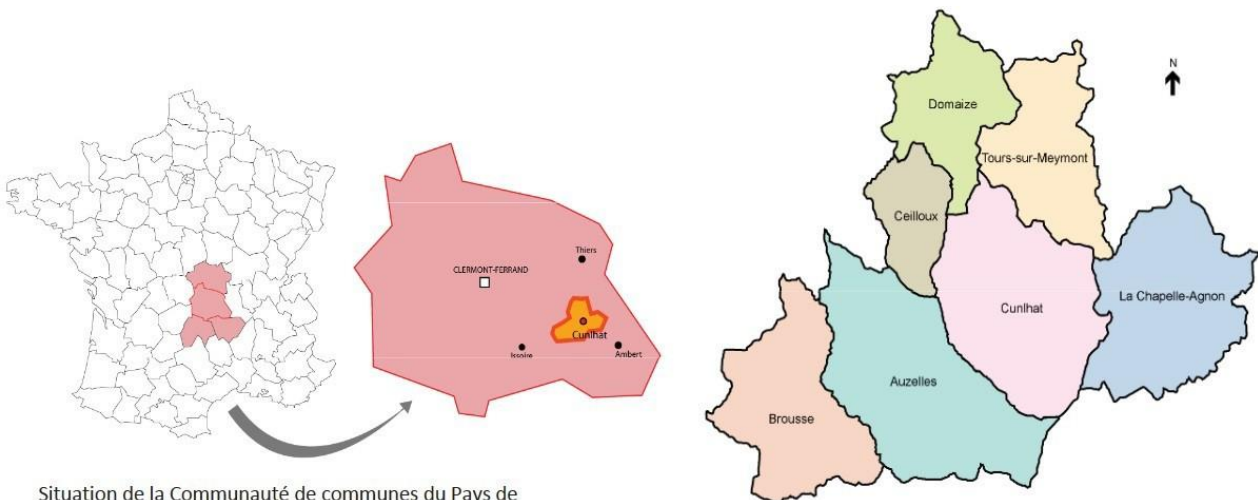 Thiers
CLERMONT-FERRAND
Cunlhat
Issoire
Ambert
Situation de la Communauté de communes du Pays de
N
Domaize
Tours-sur-Meymont
Ceilloux
La Chapelle-Agnon
Cunlhat
Auzelles
Brousse